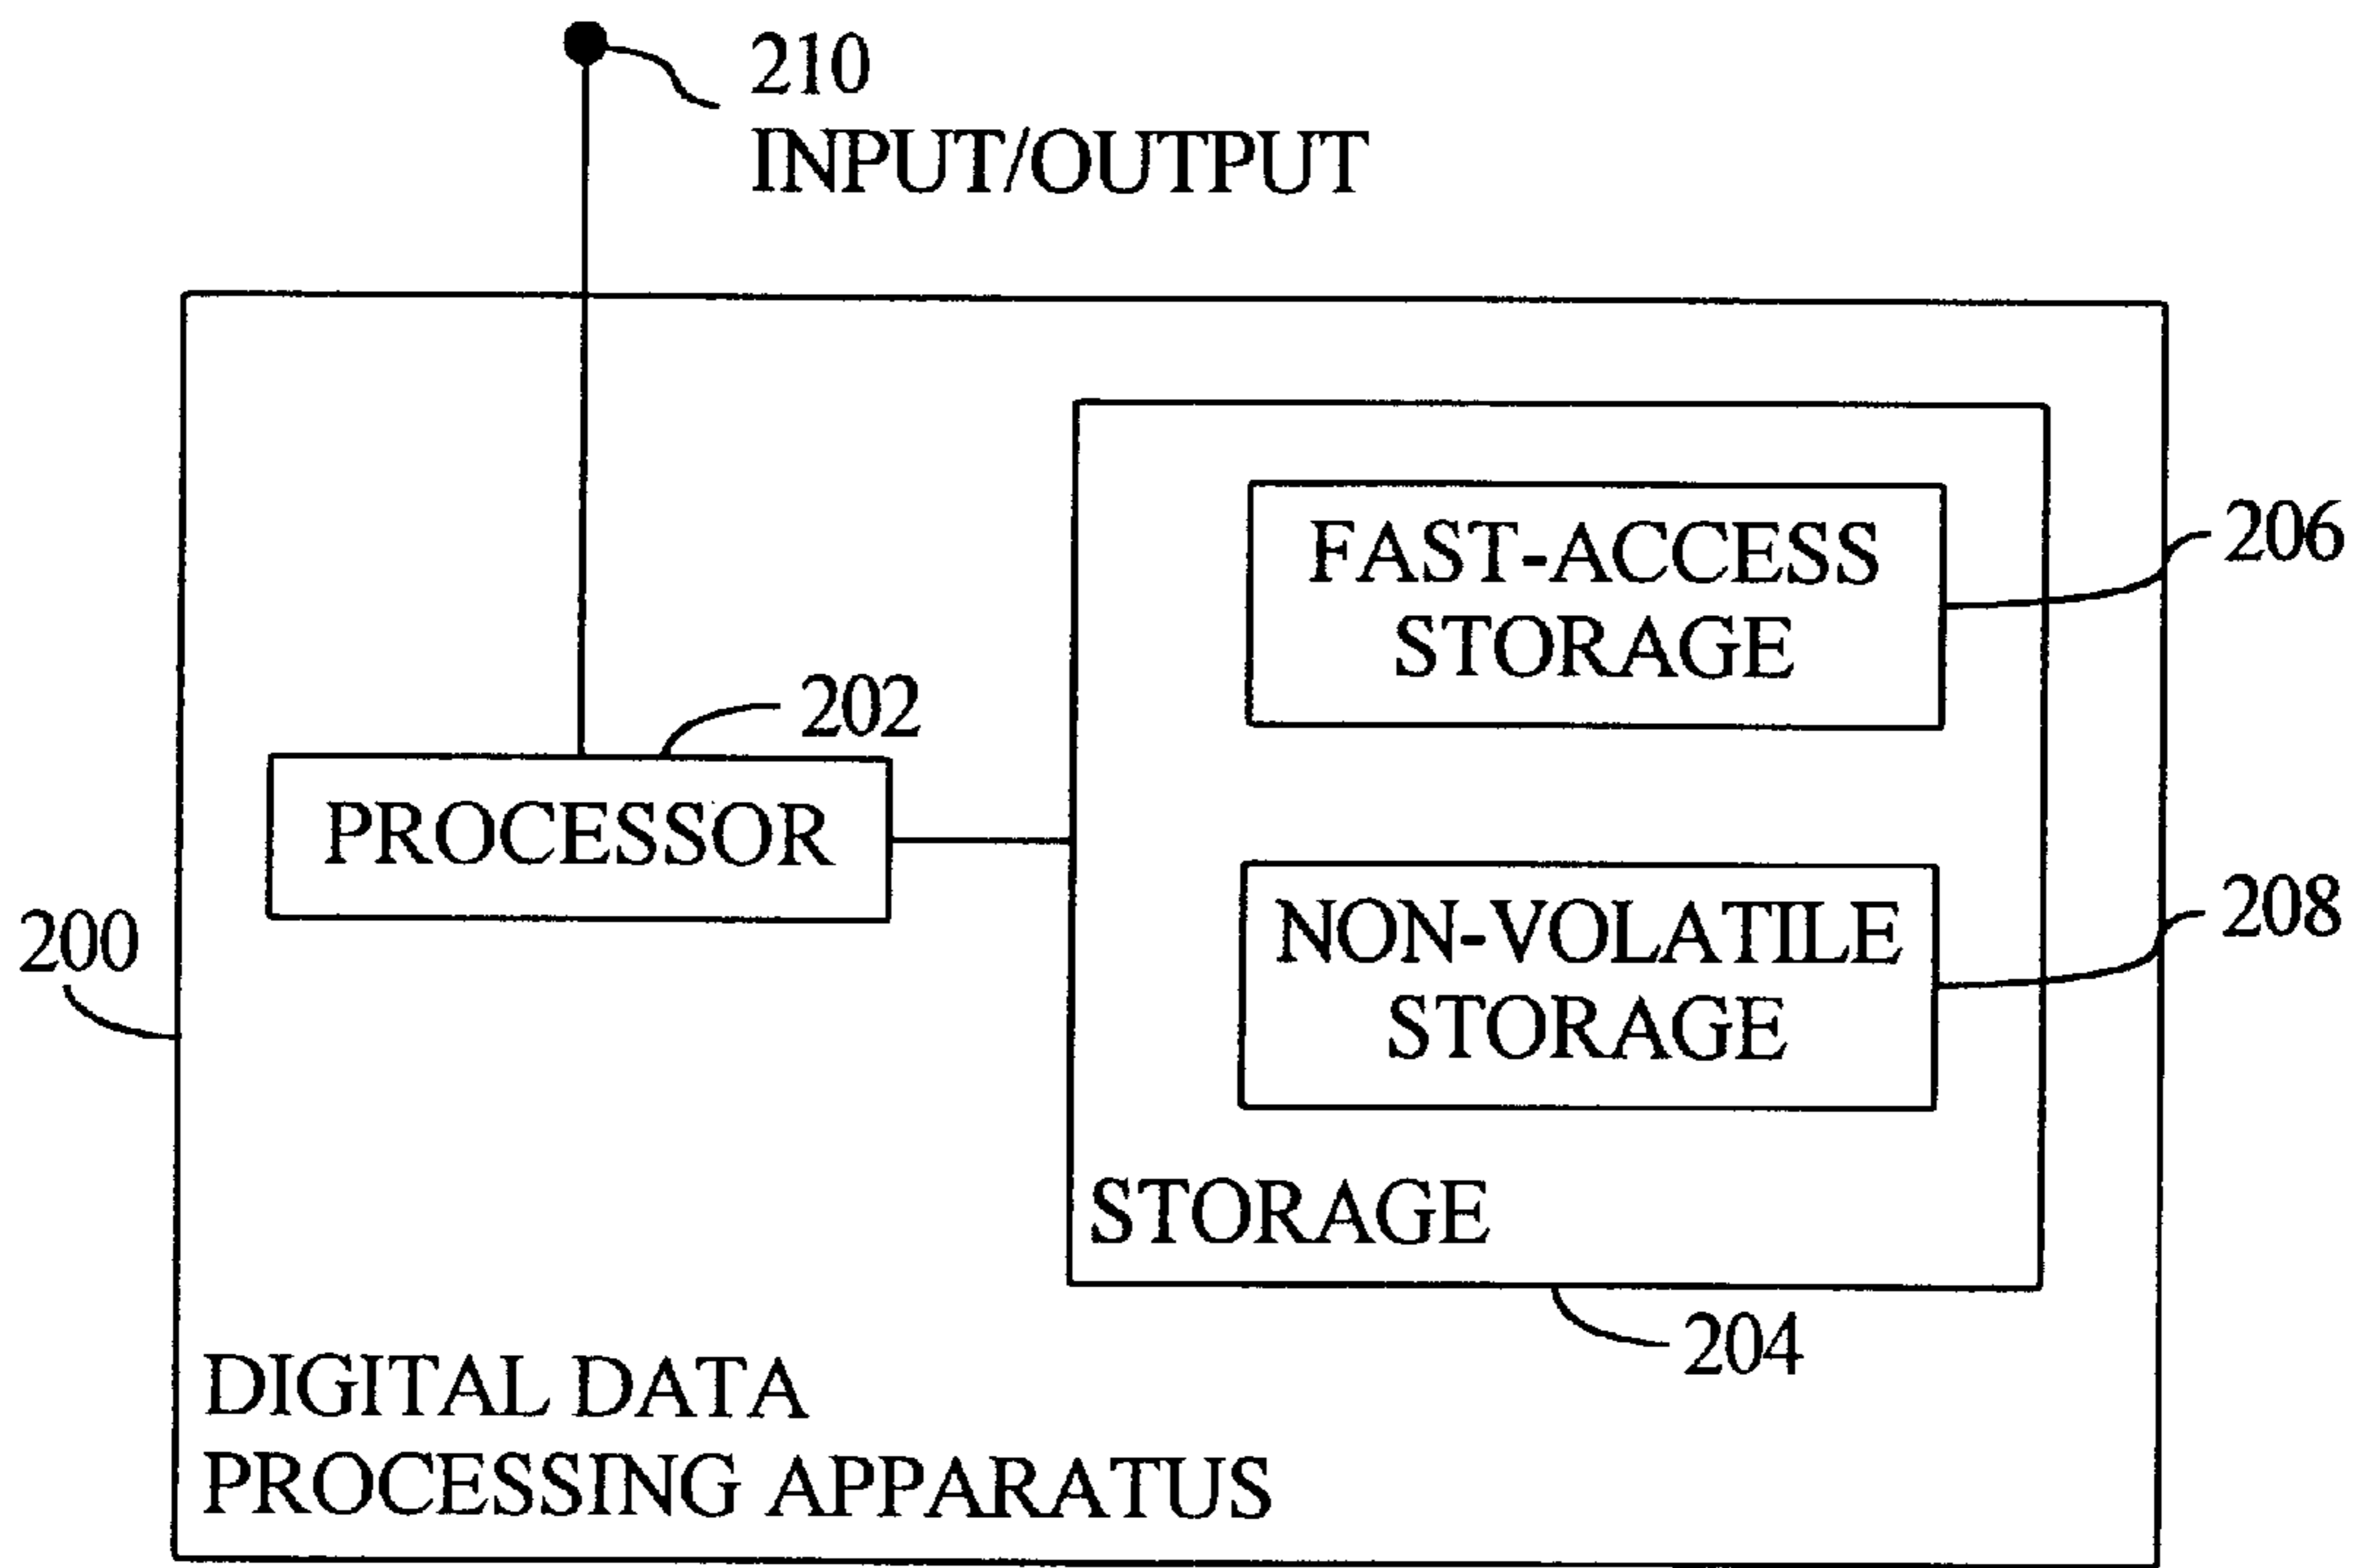 210
INPUT/OUTPUT
FAST-ACCESS
STORAGE
206
202
PROCESSOR
200
NON-VOLATILE
STORAGE
208
STORAGE
204
DIGITAL DATA
PROCESSING APPARATUS